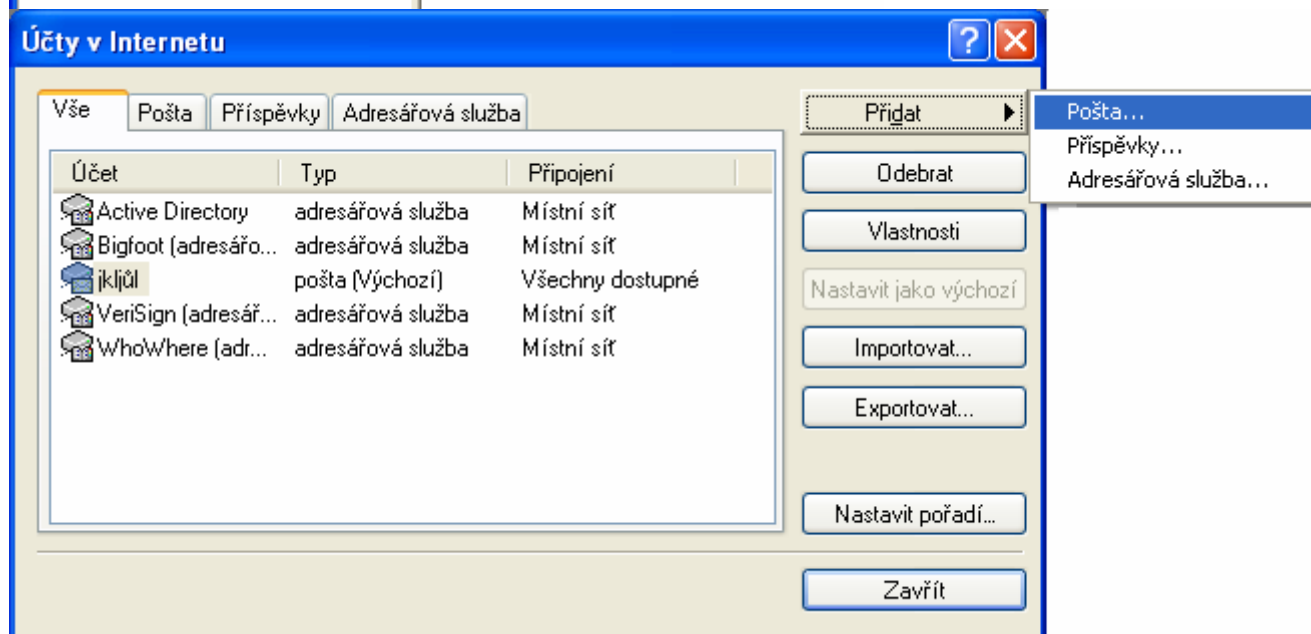 Účty v Internetu
Vše Pošta Příspěvky Adresářová služba
Přidat
Pošta...
Příspěvky...
Adresářová služba...
Odebrat
Vlastnosti
Nastavit jako výchozí
Importovat...
Exportovat...
Nastavit pořadí...
Účet Typ Připojení
Active Directory adresářová služba Místní síť
Bigfoot (adresářo... adresářová služba Místní síť
jkljůl pošta (Výchozí) Všechny dostupné
VeriSign (adresář... adresářová služba Místní síť
WhoWhere (adr... adresářová služba Místní síť
Zavřít